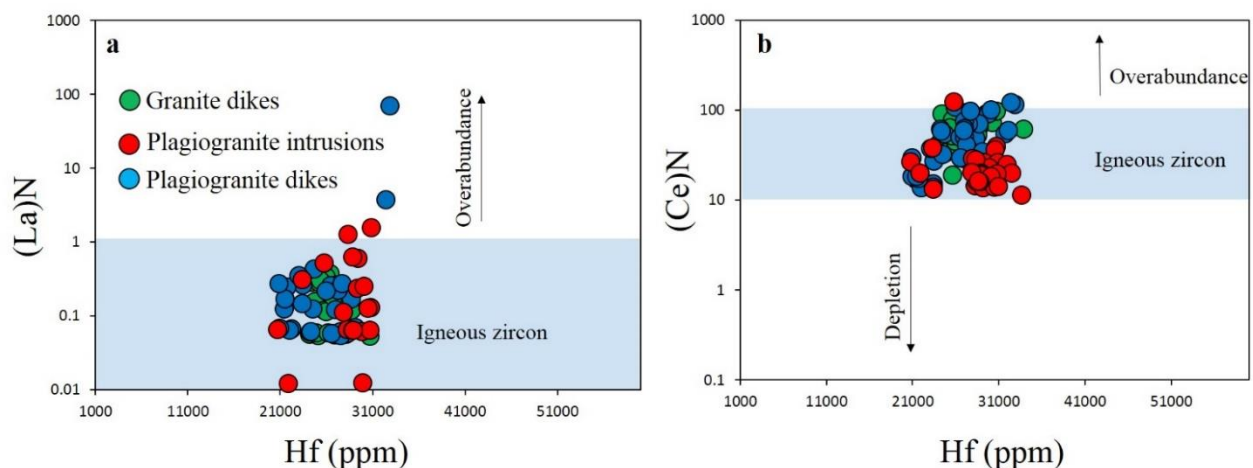 a
1000
100
10
1
0.1
0.01
(La)N
Granite dikes
Plagiogranite intrusions
Plagiogranite dikes
Overabundance
Igneous zircon
1000 11000 21000 31000 41000 51000
Hf (ppm)
b
1000
100
10
1
0.1
(Ce)N
Overabundance
Igneous zircon
Depletion
1000 11000 21000 31000 41000 51000
Hf (ppm)